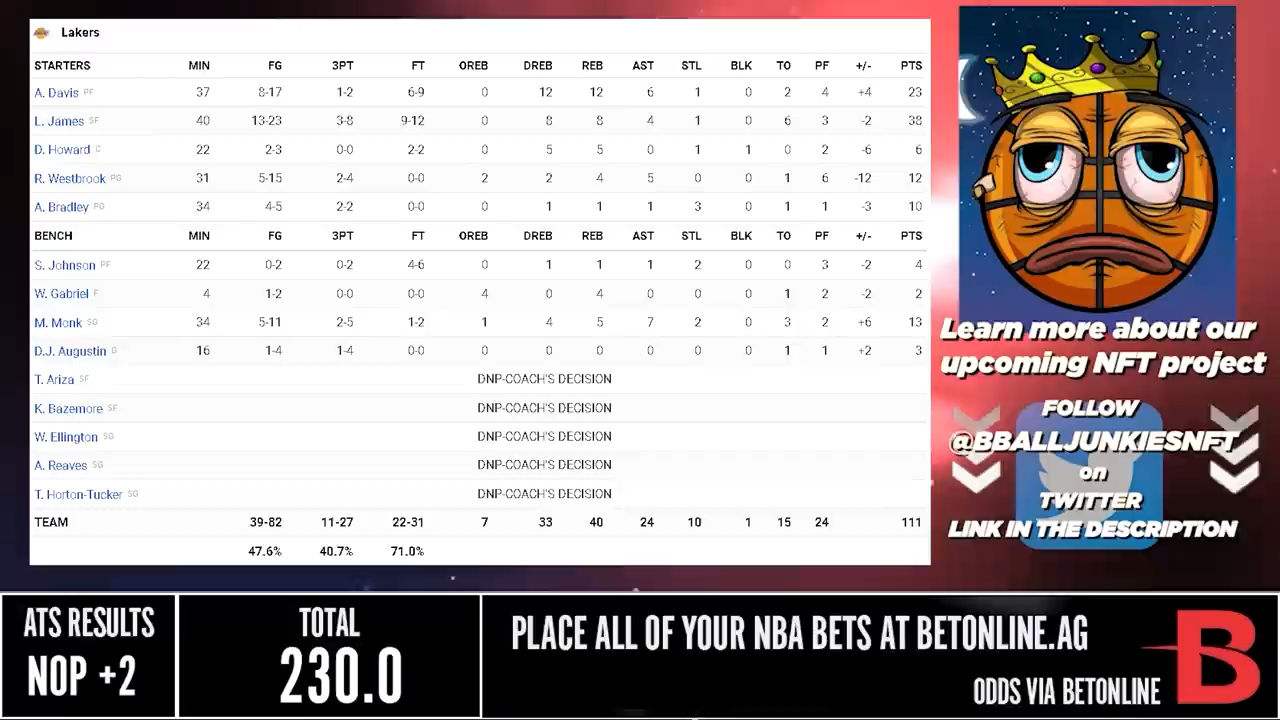 Lakers
STARTERS MIN FG 3PT FT OREB DREB REB AST STL BLK TO PF +/- PTS
A. Davis PF 37 8-17 1-2 6-9 0 12 12 6 1 0 2 4 +4 23
L. James SF 40 13-23 3-8 9-12 0 8 8 4 1 0 6 3 -2 38
D. Howard C 22 2-3 0-0 2-2 0 5 5 0 1 1 0 2 -6 6
R. Westbrook PG 31 5-15 2-4 0-0 2 2 4 5 0 0 1 6 -12 12
A. Bradley PG 34 4-5 2-2 0-0 0 1 1 1 3 0 1 1 -3 10
BENCH MIN FG 3PT FT OREB DREB REB AST STL BLK TO PF +/- PTS
S. Johnson PF 22 0-2 0-2 4-6 0 1 1 1 2 0 0 3 -2 4
W. Gabriel F 4 1-2 0-0 0-0 4 0 4 0 0 0 1 2 -2 2
M. Monk SG 34 5-11 2-5 1-2 1 4 5 7 2 0 3 2 +6 13
D.J. Augustin G 16 1-4 1-4 0-0 0 0 0 0 0 0 1 1 +2 3
T. Ariza SF DNP-COACH'S DECISION
K. Bazemore SF DNP-COACH'S DECISION
W. Ellington SG DNP-COACH'S DECISION
A. Reaves SG DNP-COACH'S DECISION
T. Horton-Tucker SG DNP-COACH'S DECISION
TEAM 39-82 11-27 22-31 7 33 40 24 10 1 15 24 111
47.6% 40.7% 71.0%
Learn more about our
upcoming NFT project
FOLLOW
@BBALLJUNKIESNFT
on
TWITTER
LINK IN THE DESCRIPTION
ATS RESULTS
NOP +2
TOTAL
230.0
PLACE ALL OF YOUR NBA BETS AT BETONLINE.AG
ODDS VIA BETONLINE
B